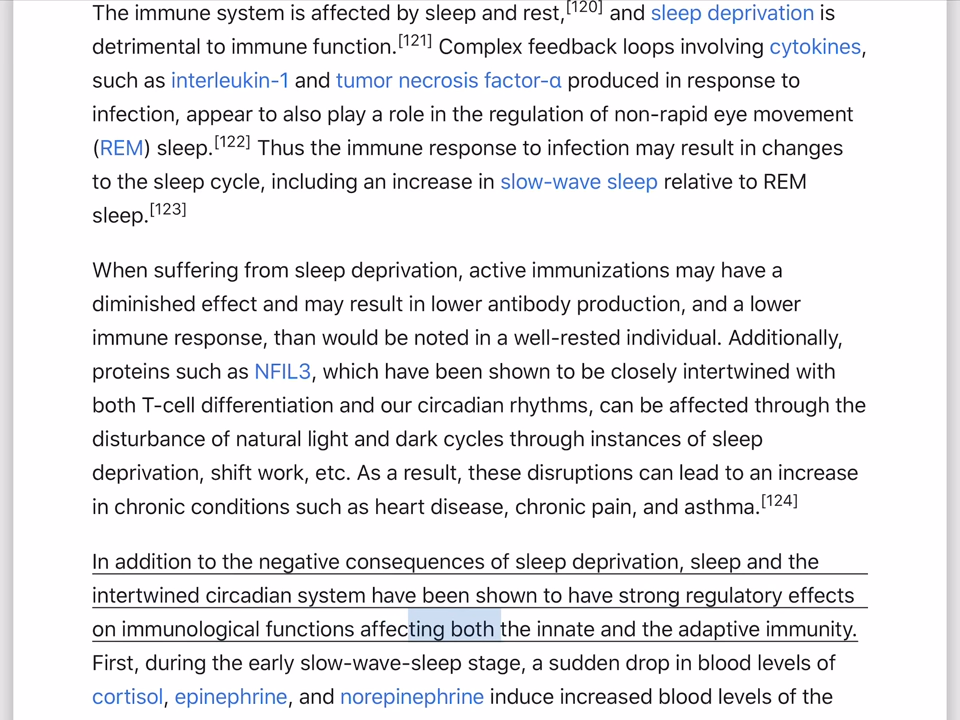 The immune system is affected by sleep and rest,[120] and sleep deprivation is
detrimental to immune function.[121] Complex feedback loops involving cytokines,
such as interleukin-1 and tumor necrosis factor-α produced in response to
infection, appear to also play a role in the regulation of non-rapid eye movement
(REM) sleep.[122] Thus the immune response to infection may result in changes
to the sleep cycle, including an increase in slow-wave sleep relative to REM
sleep.[123]
When suffering from sleep deprivation, active immunizations may have a
diminished effect and may result in lower antibody production, and a lower
immune response, than would be noted in a well-rested individual. Additionally,
proteins such as NFIL3, which have been shown to be closely intertwined with
both T-cell differentiation and our circadian rhythms, can be affected through the
disturbance of natural light and dark cycles through instances of sleep
deprivation, shift work, etc. As a result, these disruptions can lead to an increase
in chronic conditions such as heart disease, chronic pain, and asthma.[124]
In addition to the negative consequences of sleep deprivation, sleep and the
intertwined circadian system have been shown to have strong regulatory effects
on immunological functions affecting both the innate and the adaptive immunity.
First, during the early slow-wave-sleep stage, a sudden drop in blood levels of
cortisol, epinephrine, and norepinephrine induce increased blood levels of the